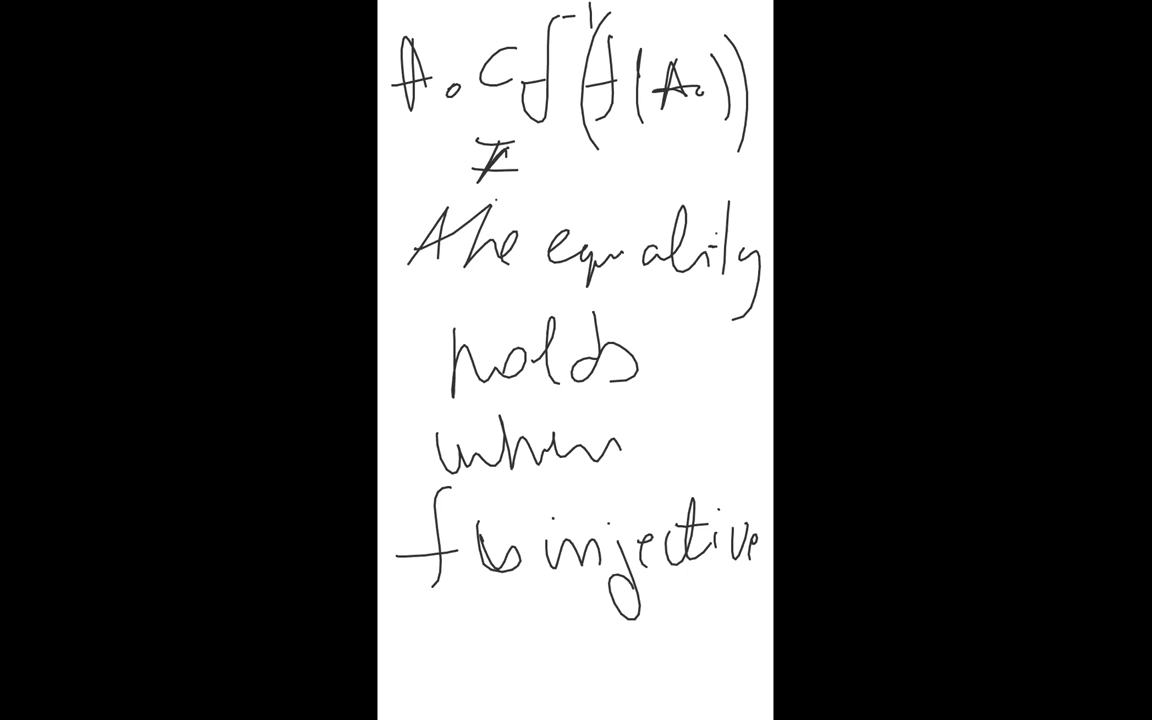 A₀ ⊂ f⁻¹(f(A₀))
the equality
holds
when
f is injective